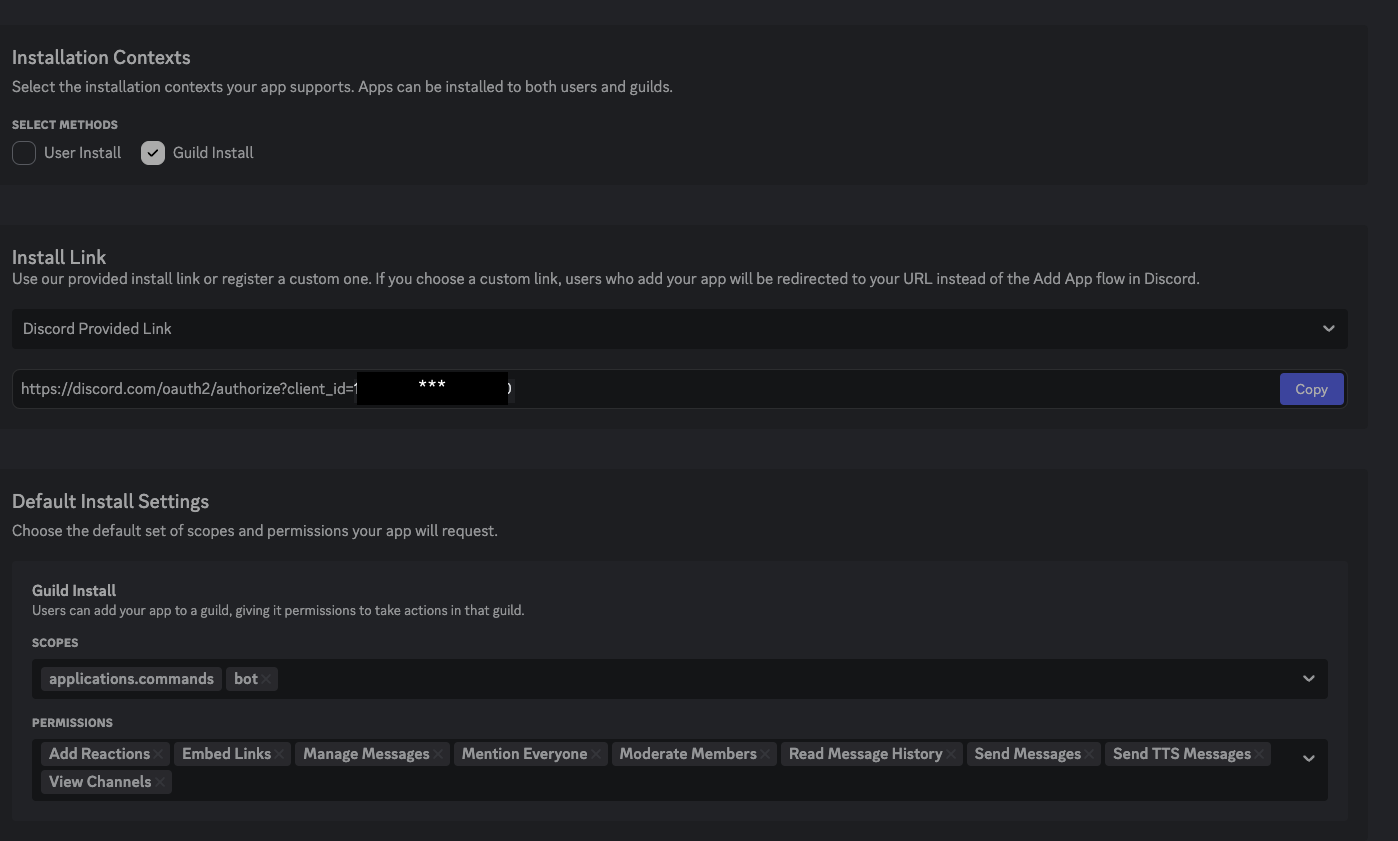 Installation Contexts
Select the installation contexts your app supports. Apps can be installed to both users and guilds.
SELECT METHODS
User Install Guild Install
Install Link
Use our provided install link or register a custom one. If you choose a custom link, users who add your app will be redirected to your URL instead of the Add App flow in Discord.
Discord Provided Link
https://discord.com/oauth2/authorize?client_id= *** Copy
Default Install Settings
Choose the default set of scopes and permissions your app will request.
Guild Install
Users can add your app to a guild, giving it permissions to take actions in that guild.
SCOPES
applications.commands bot
PERMISSIONS
Add Reactions Embed Links Manage Messages Mention Everyone Moderate Members Read Message History Send Messages Send TTS Messages
View Channels